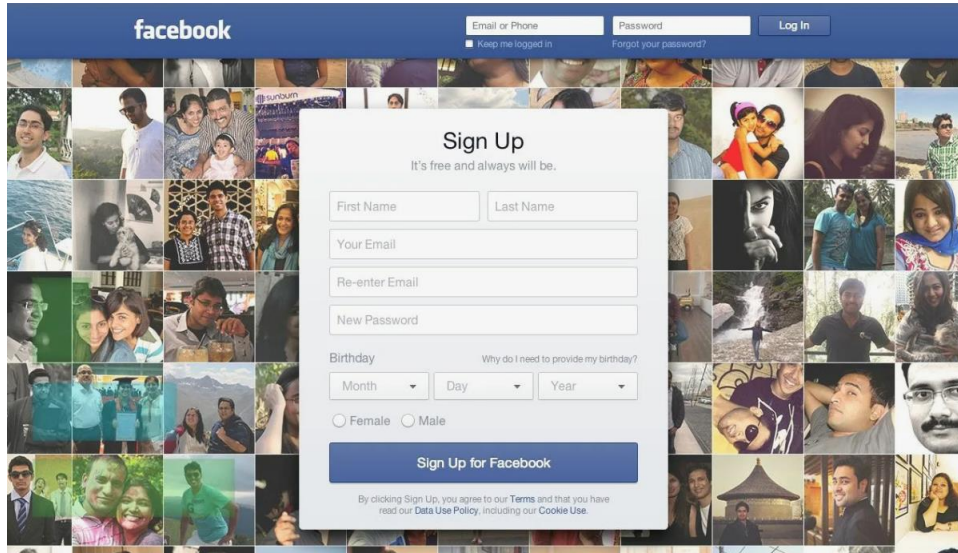 facebook
Email or Phone
Password
Log In
Keep me logged in
Forgot your password?
sunburn
Sign Up
It's free and always will be.
First Name
Last Name
Your Email
Re-enter Email
New Password
Birthday
Why do I need to provide my birthday?
Month
Day
Year
Female
Male
Sign Up for Facebook
By clicking Sign Up, you agree to our Terms and that you have
read our Data Use Policy, including our Cookie Use.